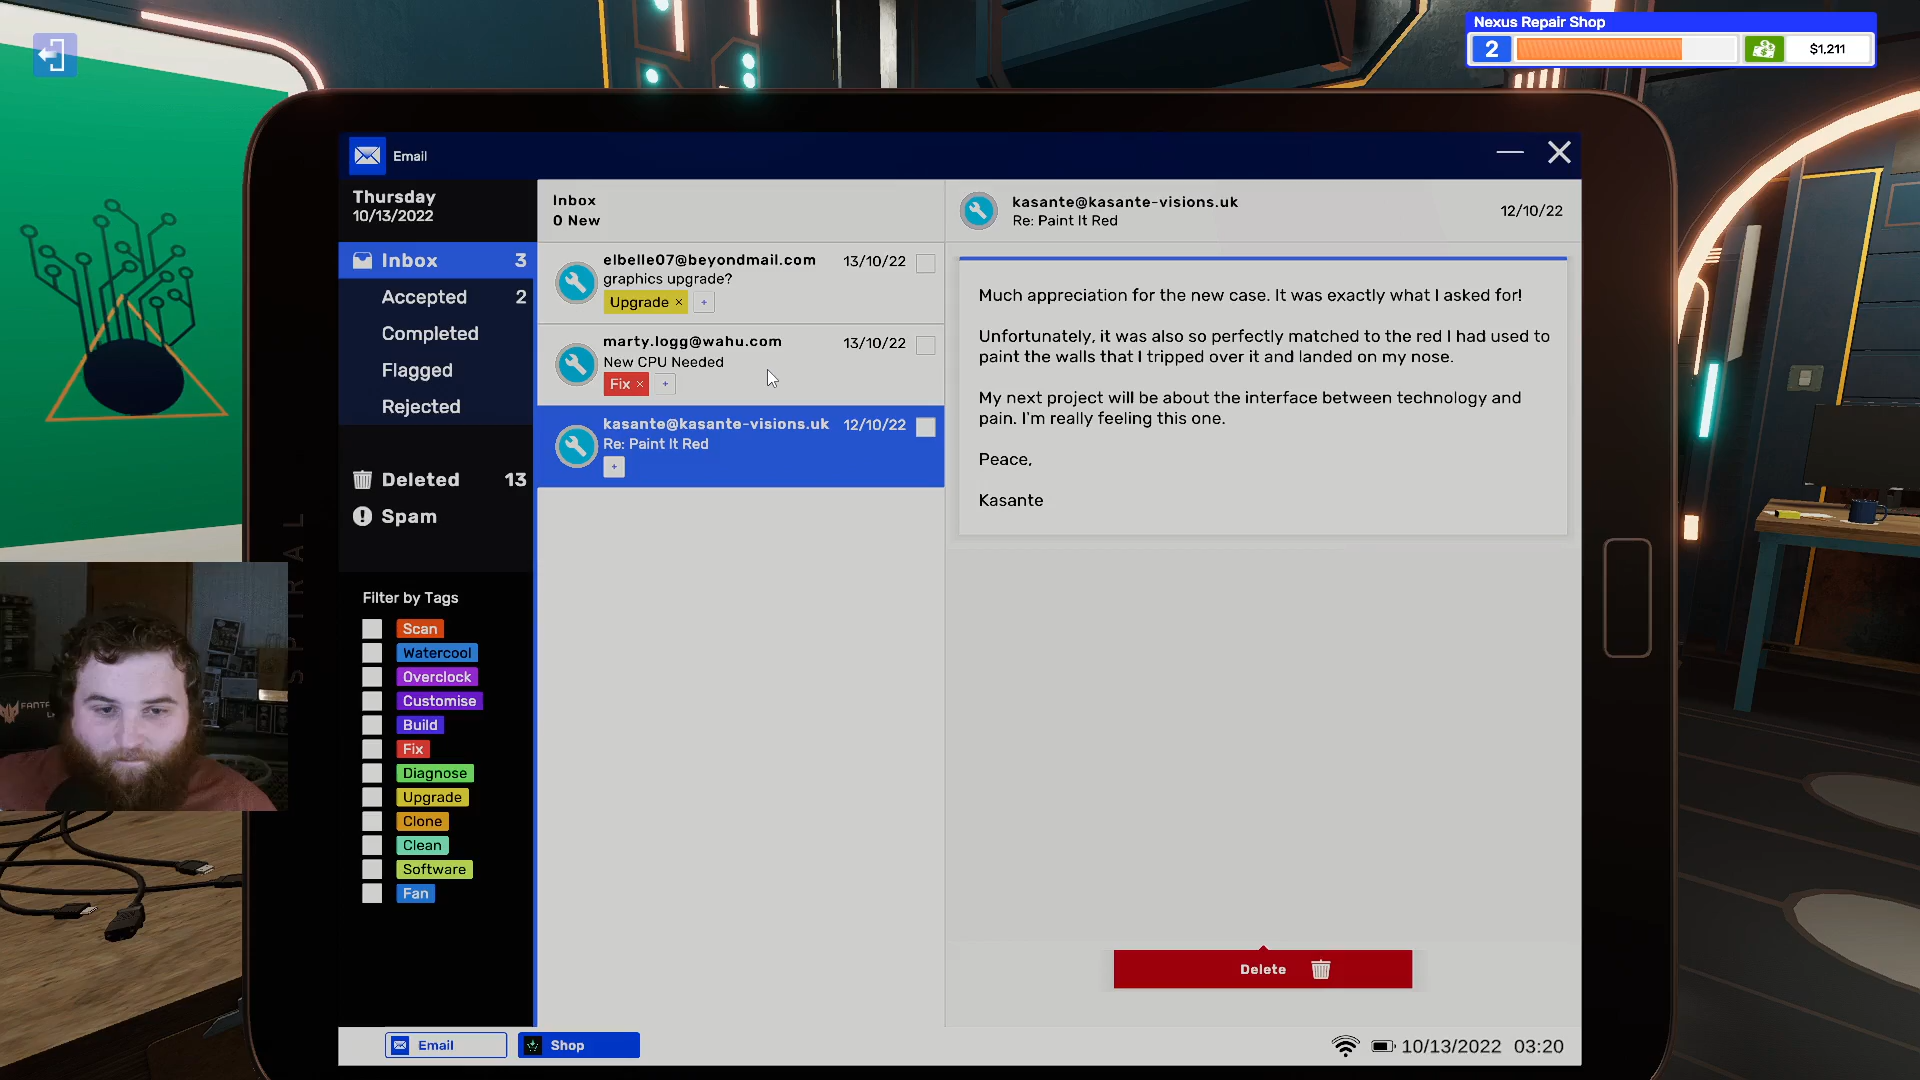 Nexus Repair Shop
2
$1,211
Email
Thursday
10/13/2022
Inbox 3
Accepted 2
Completed
Flagged
Rejected
Deleted 13
Spam
Filter by Tags
Scan
Watercool
Overclock
Customise
Build
Fix
Diagnose
Upgrade
Clone
Clean
Software
Fan
Inbox
0 New
elbelle07@beyondmail.com 13/10/22
graphics upgrade?
Upgrade × +
marty.logg@wahu.com 13/10/22
New CPU Needed
Fix × +
kasante@kasante-visions.uk 12/10/22
Re: Paint It Red
+
kasante@kasante-visions.uk
Re: Paint It Red
12/10/22
Much appreciation for the new case. It was exactly what I asked for!
Unfortunately, it was also so perfectly matched to the red I had used to
paint the walls that I tripped over it and landed on my nose.
My next project will be about the interface between technology and
pain. I'm really feeling this one.
Peace,
Kasante
Delete
SPIRAL
Email
Shop
10/13/2022 03:20